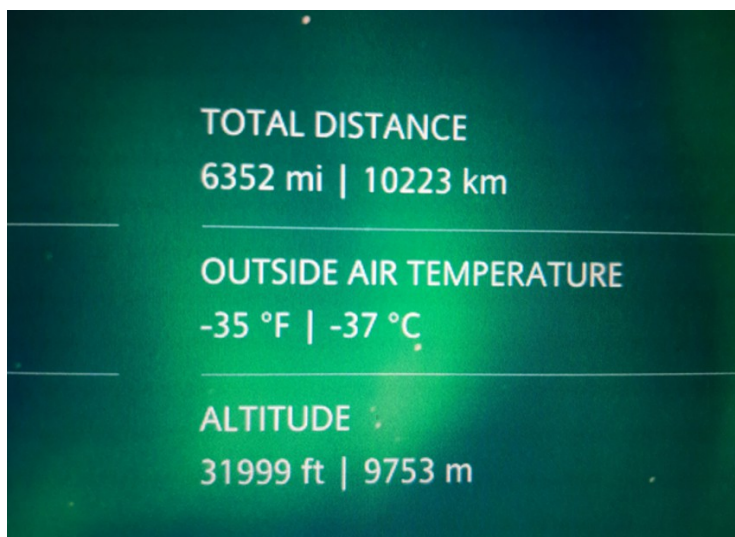 TOTAL DISTANCE
6352 mi | 10223 km
OUTSIDE AIR TEMPERATURE
-35 °F | -37 °C
ALTITUDE
31999 ft | 9753 m